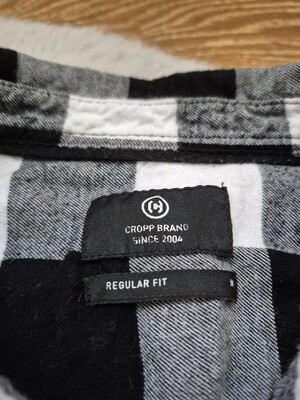 C
CROPP BRAND
SINCE 2004
REGULAR FIT